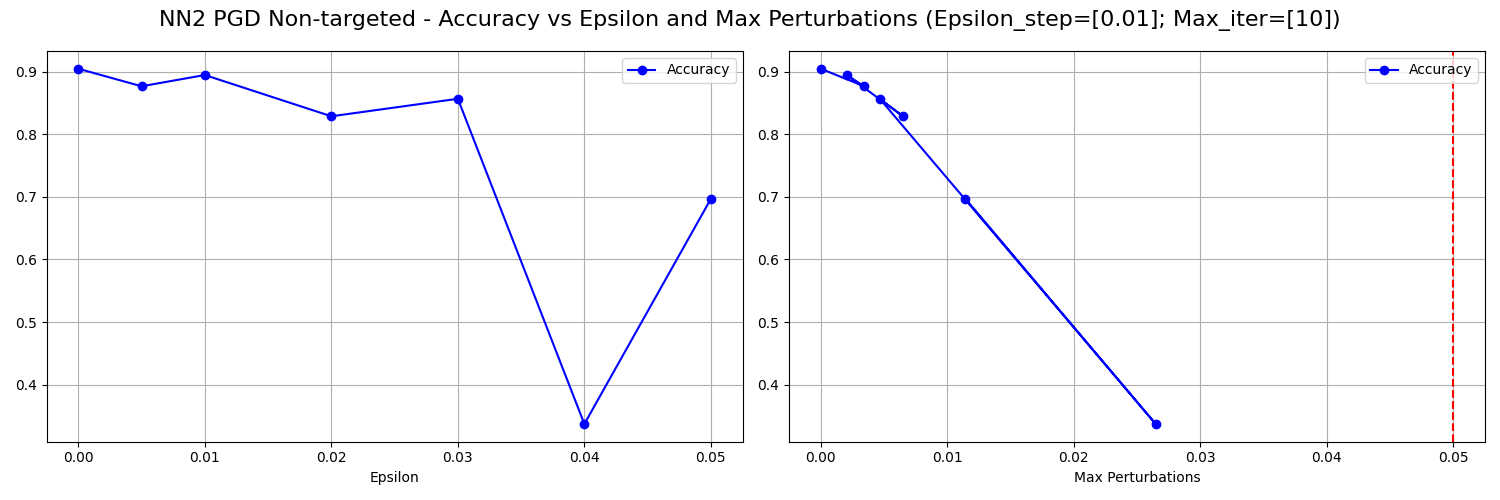 NN2 PGD Non-targeted - Accuracy vs Epsilon and Max Perturbations (Epsilon_step=[0.01]; Max_iter=[10])
Accuracy
0.9
0.8
0.7
0.6
0.5
0.4
0.00 0.01 0.02 0.03 0.04 0.05
Epsilon
Accuracy
0.9
0.8
0.7
0.6
0.5
0.4
0.00 0.01 0.02 0.03 0.04 0.05
Max Perturbations